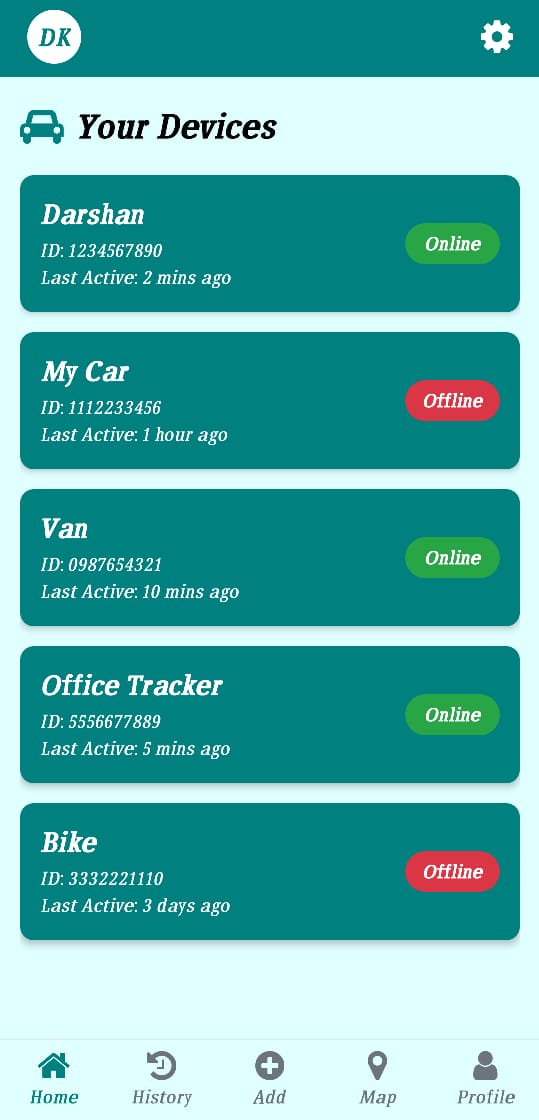 DK
Your Devices
Darshan
ID: 1234567890
Last Active: 2 mins ago
Online
My Car
ID: 1112233456
Last Active: 1 hour ago
Offline
Van
ID: 0987654321
Last Active: 10 mins ago
Online
Office Tracker
ID: 5556677889
Last Active: 5 mins ago
Online
Bike
ID: 3332221110
Last Active: 3 days ago
Offline
Home History Add Map Profile